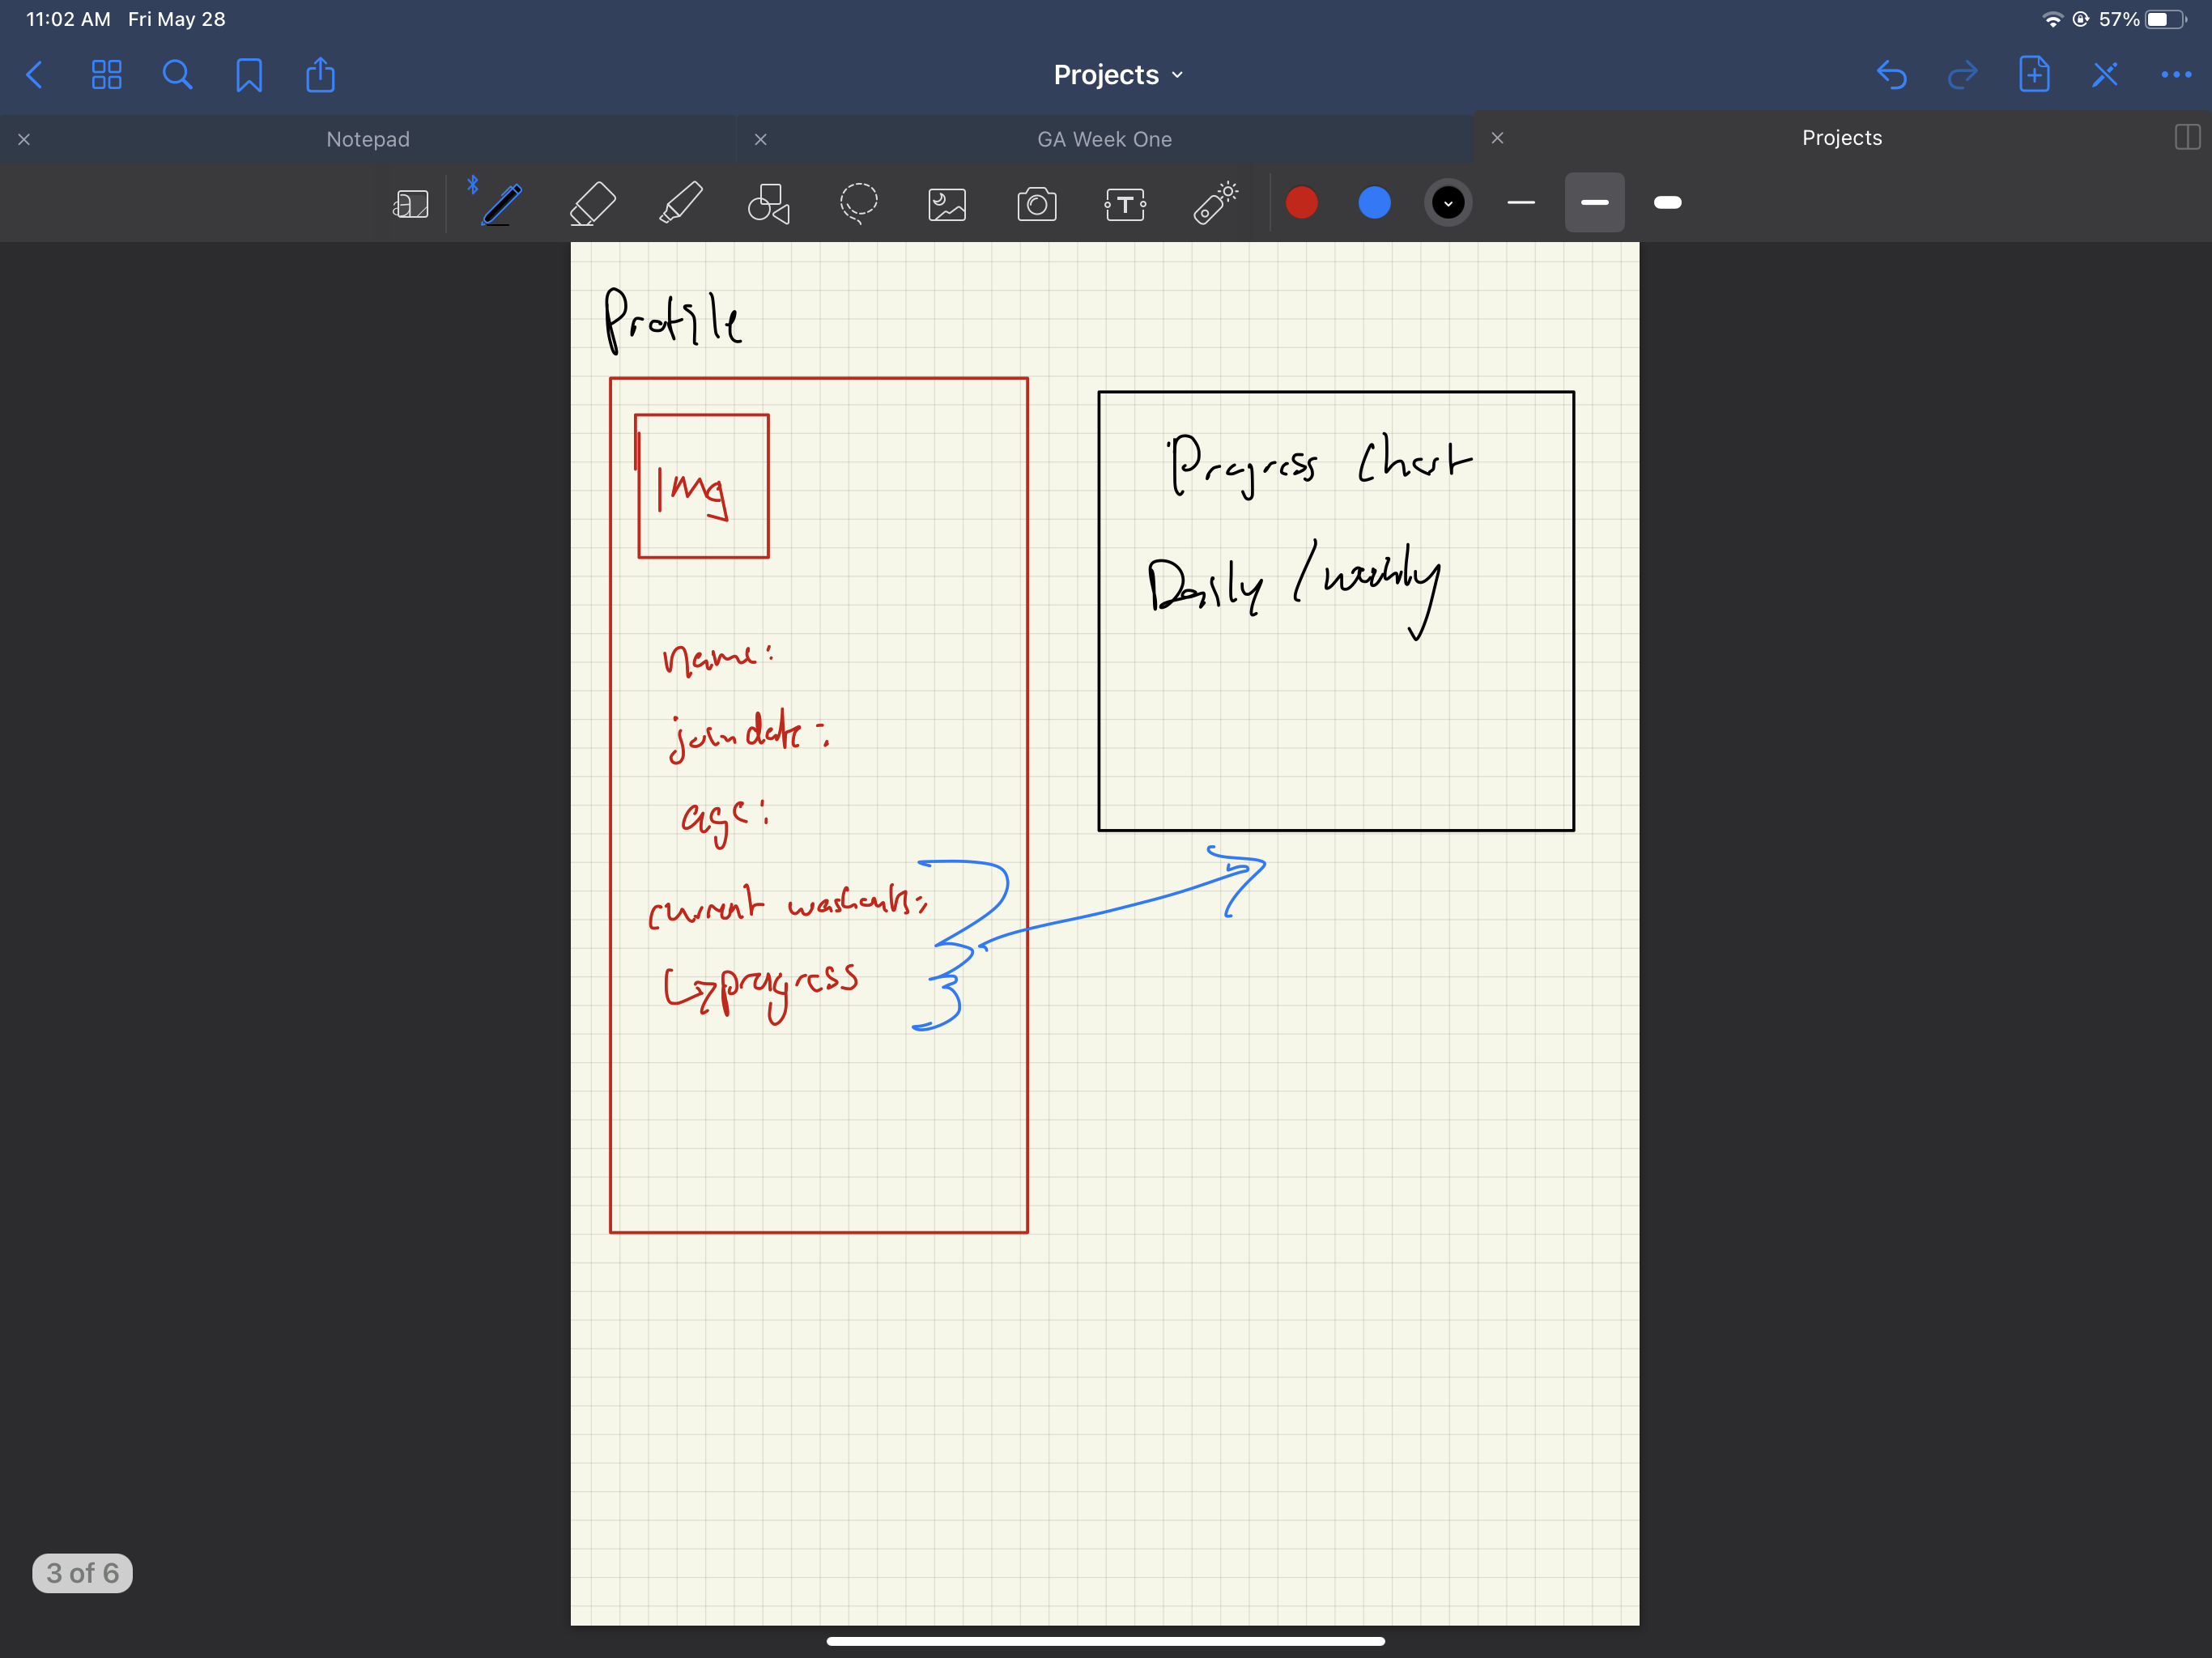 11:02 AM Fri May 28
57%
Projects
Notepad
GA Week One
Projects
Profile
Img
name:
join date:
age:
current workouts:
progress
Progress Chart
Daily / weekly
3 of 6